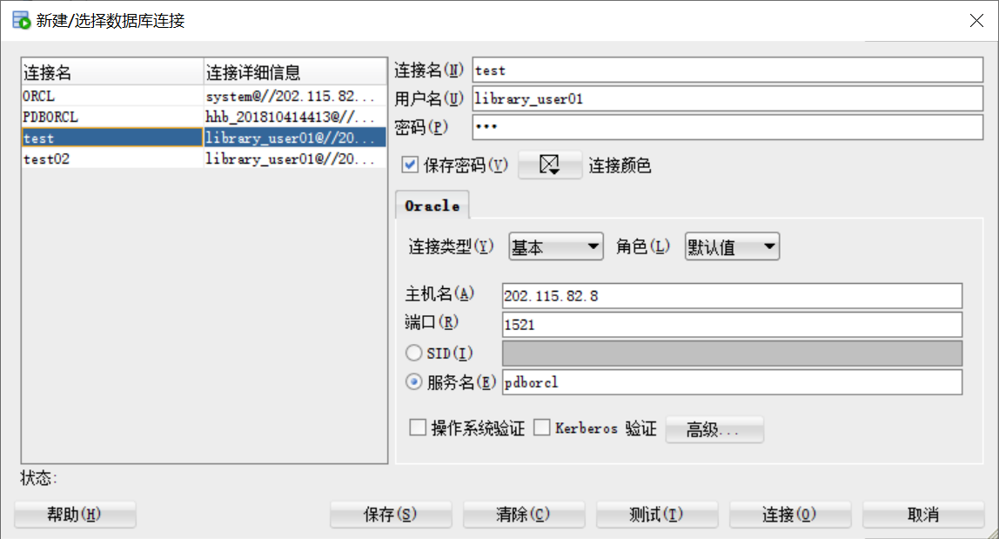 新建/选择数据库连接
连接名 连接详细信息
ORCL system@//202.115.82...
PDBORCL hhb_201810414413@//...
test library_user01@//20...
test02 library_user01@//20...
连接名(N) test
用户名(U) library_user01
密码(P) •••
保存密码(V) 连接颜色
Oracle
连接类型(Y) 基本 角色(L) 默认值
主机名(A) 202.115.82.8
端口(R) 1521
SID(I)
服务名(E) pdborcl
操作系统验证 Kerberos 验证 高级...
状态:
帮助(H) 保存(S) 清除(C) 测试(T) 连接(O) 取消